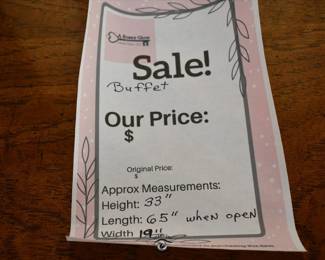 Sale!
Buffet
Our Price:
$
Original Price:
$
Approx Measurements:
Height: 33"
Length: 65" when open
Width 19"